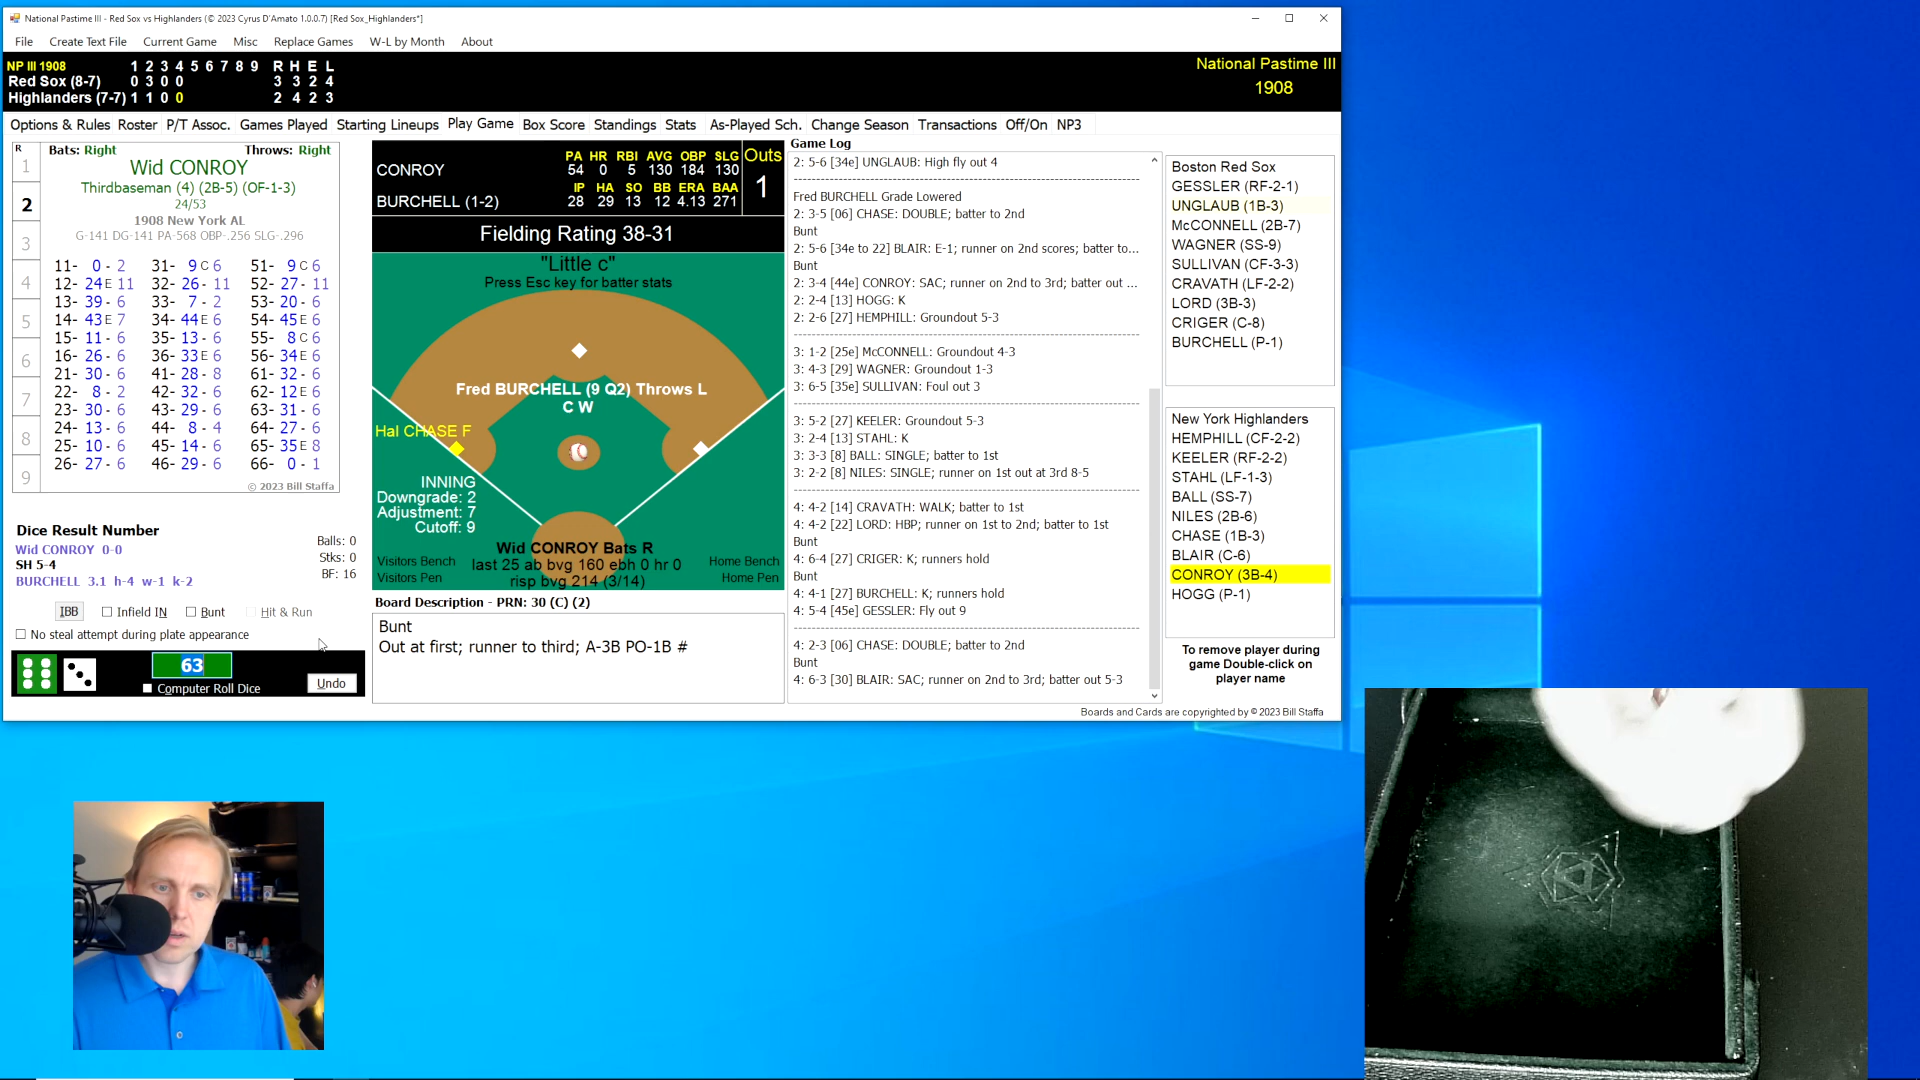 National Pastime III - Red Sox vs Highlanders (© 2023 Cyrus D'Amato 1.0.0.7) [Red Sox_Highlanders*]
File Create Text File Current Game Misc Replace Games W-L by Month About
NP III 1908 1 2 3 4 5 6 7 8 9 R H E L
Red Sox (8-7) 0 3 0 0 3 3 2 4
Highlanders (7-7) 1 1 0 0 2 4 2 3
National Pastime III
1908
Options & Rules Roster P/T Assoc. Games Played Starting Lineups Play Game Box Score Standings Stats As-Played Sch. Change Season Transactions Off/On NP3
R
1
2
3
4
5
6
7
8
9
Bats: Right Throws: Right
Wid CONROY
Thirdbaseman (4) (2B-5) (OF-1-3)
24/53
1908 New York AL
G-141 DG-141 PA-568 OBP-.256 SLG-.296
11- 0 - 2 31- 9 C 6 51- 9 C 6
12- 24 E 11 32- 26 - 11 52- 27 - 11
13- 39 - 6 33- 7 - 2 53- 20 - 6
14- 43 E 7 34- 44 E 6 54- 45 E 6
15- 11 - 6 35- 13 - 6 55- 8 C 6
16- 26 - 6 36- 33 E 6 56- 34 E 6
21- 30 - 6 41- 28 - 8 61- 32 - 6
22- 8 - 2 42- 32 - 6 62- 12 E 6
23- 30 - 6 43- 29 - 6 63- 31 - 6
24- 13 - 6 44- 8 - 4 64- 27 - 6
25- 10 - 6 45- 14 - 6 65- 35 E 8
26- 27 - 6 46- 29 - 6 66- 0 - 1
© 2023 Bill Staffa
Dice Result Number
Wid CONROY 0-0
SH 5-4
BURCHELL 3.1 h-4 w-1 k-2
Balls: 0
Stks: 0
BF: 16
IBB Infield IN Bunt Hit & Run
No steal attempt during plate appearance
63
Computer Roll Dice
Undo
PA HR RBI AVG OBP SLG
CONROY 54 0 5 130 184 130
IP HA SO BB ERA BAA
BURCHELL (1-2) 28 29 13 12 4.13 271
Outs
1
Fielding Rating 38-31
"Little c"
Press Esc key for batter stats
Fred BURCHELL (9 Q2) Throws L
C W
Hal CHASE F
INNING
Downgrade: 2
Adjustment: 7
Cutoff: 9
Wid CONROY Bats R
last 25 ab bvg 160 ebh 0 hr 0
risp bvg 214 (3/14)
Visitors Bench
Visitors Pen
Home Bench
Home Pen
Board Description - PRN: 30 (C) (2)
Bunt
Out at first; runner to third; A-3B PO-1B #
Game Log
2: 5-6 [34e] UNGLAUB: High fly out 4
Fred BURCHELL Grade Lowered
2: 3-5 [06] CHASE: DOUBLE; batter to 2nd
Bunt
2: 5-6 [34e to 22] BLAIR: E-1; runner on 2nd scores; batter to...
Bunt
2: 3-4 [44e] CONROY: SAC; runner on 2nd to 3rd; batter out ...
2: 2-4 [13] HOGG: K
2: 2-6 [27] HEMPHILL: Groundout 5-3
3: 1-2 [25e] McCONNELL: Groundout 4-3
3: 4-3 [29] WAGNER: Groundout 1-3
3: 6-5 [35e] SULLIVAN: Foul out 3
3: 5-2 [27] KEELER: Groundout 5-3
3: 2-4 [13] STAHL: K
3: 3-3 [8] BALL: SINGLE; batter to 1st
3: 2-2 [8] NILES: SINGLE; runner on 1st out at 3rd 8-5
4: 4-2 [14] CRAVATH: WALK; batter to 1st
4: 4-2 [22] LORD: HBP; runner on 1st to 2nd; batter to 1st
Bunt
4: 6-4 [27] CRIGER: K; runners hold
Bunt
4: 4-1 [27] BURCHELL: K; runners hold
4: 5-4 [45e] GESSLER: Fly out 9
4: 2-3 [06] CHASE: DOUBLE; batter to 2nd
Bunt
4: 6-3 [30] BLAIR: SAC; runner on 2nd to 3rd; batter out 5-3
Boston Red Sox
GESSLER (RF-2-1)
UNGLAUB (1B-3)
McCONNELL (2B-7)
WAGNER (SS-9)
SULLIVAN (CF-3-3)
CRAVATH (LF-2-2)
LORD (3B-3)
CRIGER (C-8)
BURCHELL (P-1)
New York Highlanders
HEMPHILL (CF-2-2)
KEELER (RF-2-2)
STAHL (LF-1-3)
BALL (SS-7)
NILES (2B-6)
CHASE (1B-3)
BLAIR (C-6)
CONROY (3B-4)
HOGG (P-1)
To remove player during
game Double-click on
player name
Boards and Cards are copyrighted by © 2023 Bill Staffa